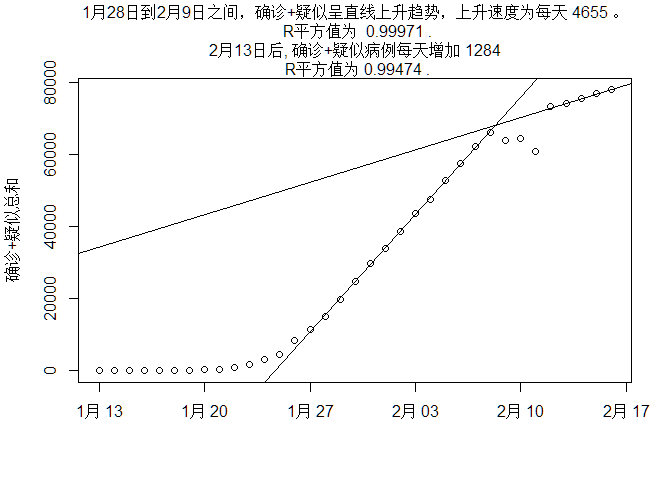 1月28日到2月9日之间，确诊+疑似呈直线上升趋势，上升速度为每天 4655 。
R平方值为  0.99971 .
2月13日后, 确诊+疑似病例每天增加 1284
R平方值为 0.99474 .
80000
60000
40000
20000
0
确诊+疑似总和
1月 13
1月 20
1月 27
2月 03
2月 10
2月 17